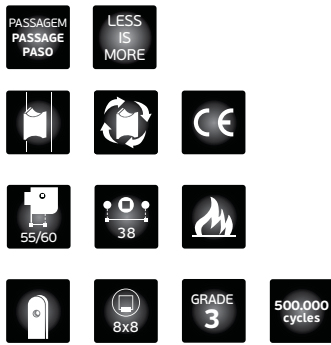 PASSAGEM
PASSAGE
PASO
LESS
IS
MORE
CE
55/60
38
8x8
GRADE
3
500.000
cycles